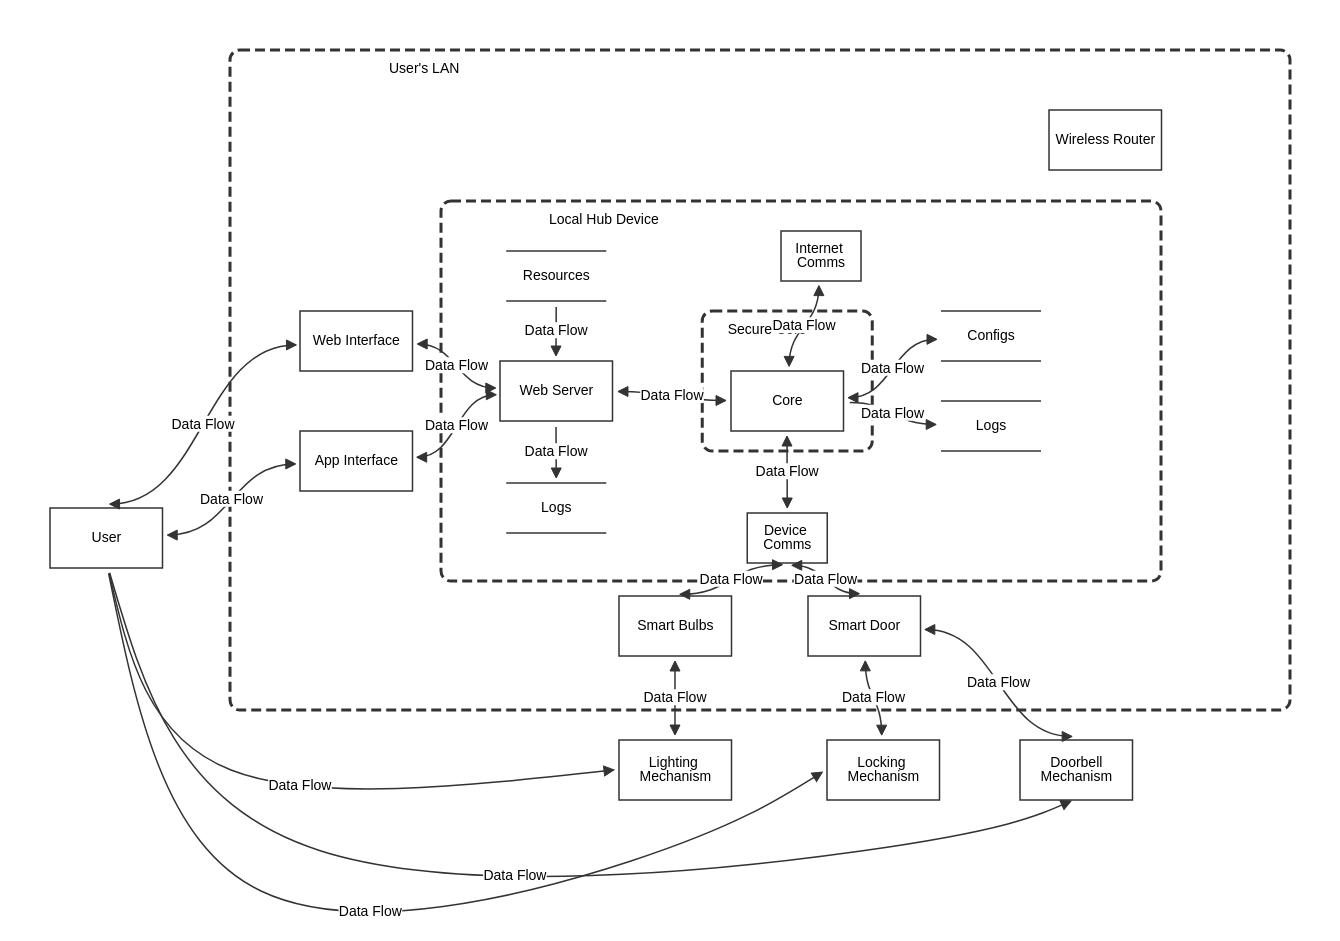 User's LAN
Wireless Router
Local Hub Device
Internet
Comms
Resources
Secure
Data Flow
Data Flow
Configs
Web Interface
Data Flow
Data Flow
Web Server
Data Flow
Core
Data Flow
Logs
Data Flow
Data Flow
App Interface
Data Flow
Data Flow
Data Flow
Logs
User
Device
Comms
Data Flow
Data Flow
Smart Bulbs
Smart Door
Data Flow
Data Flow
Data Flow
Lighting
Mechanism
Locking
Mechanism
Doorbell
Mechanism
Data Flow
Data Flow
Data Flow